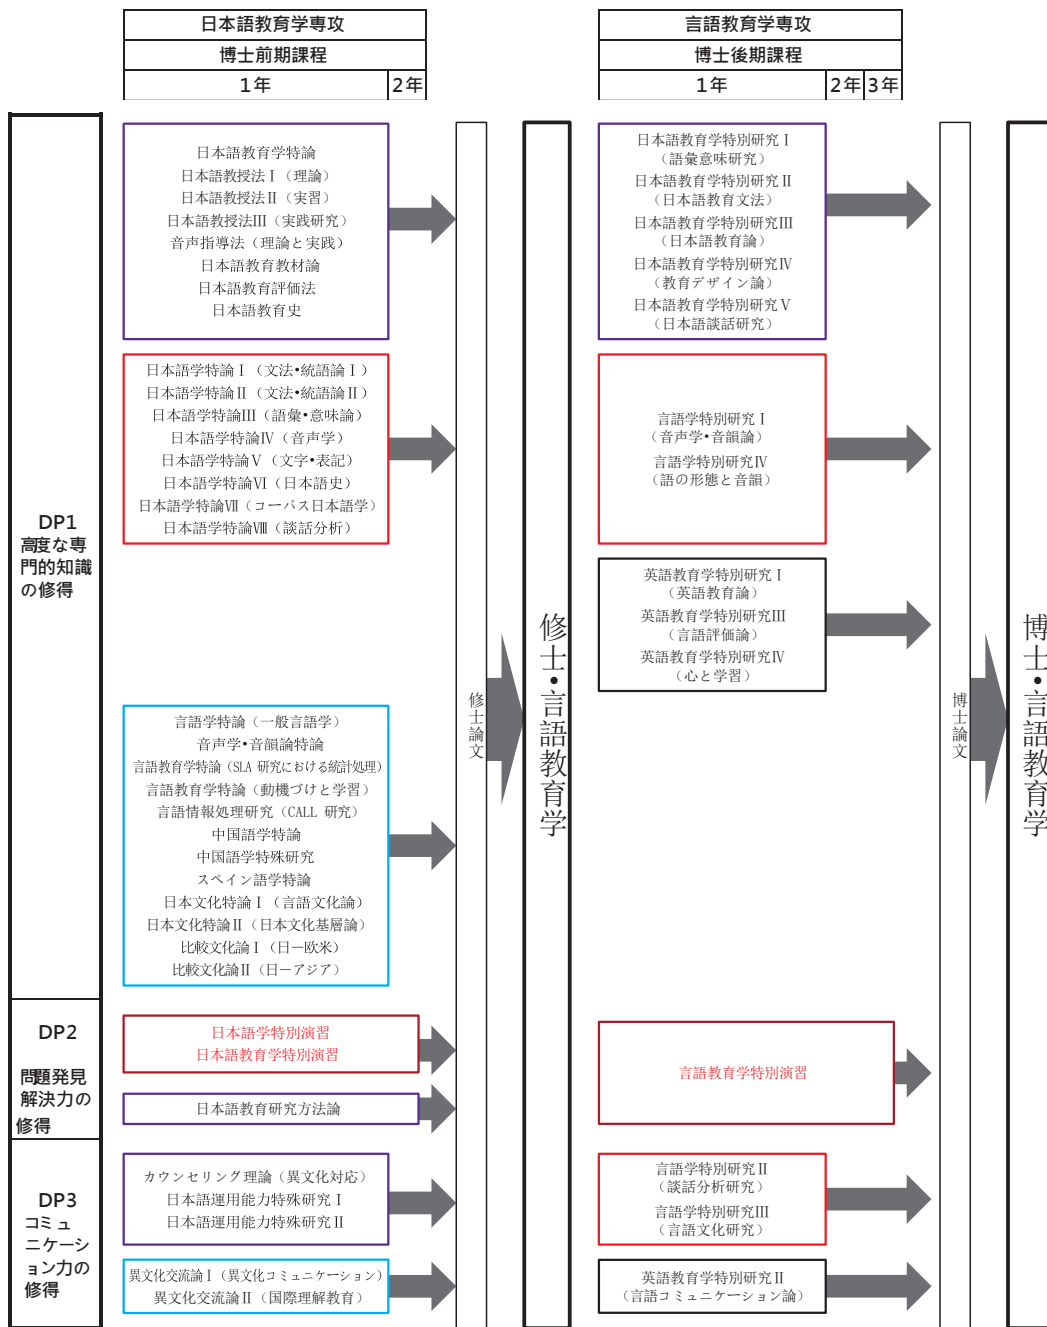 日本語教育学専攻
博士前期課程
1年
2年
言語教育学専攻
博士後期課程
1年
2年
3年
DP1
高度な専
門的知識
の修得
日本語教育学特論
日本語教授法Ⅰ（理論）
日本語教授法Ⅱ（実習）
日本語教授法Ⅲ（実践研究）
音声指導法（理論と実践）
日本語教育教材論
日本語教育評価法
日本語教育史
日本語学特論Ⅰ（文法•統語論Ⅰ）
日本語学特論Ⅱ（文法•統語論Ⅱ）
日本語学特論Ⅲ（語彙•意味論）
日本語学特論Ⅳ（音声学）
日本語学特論Ⅴ（文字•表記）
日本語学特論Ⅵ（日本語史）
日本語学特論Ⅶ（コーパス日本語学）
日本語学特論Ⅷ（談話分析）
言語学特論（一般言語学）
音声学•音韻論特論
言語教育学特論（SLA 研究における統計処理）
言語教育学特論（動機づけと学習）
言語情報処理研究（CALL 研究）
中国語学特論
中国語学特殊研究
スペイン語学特論
日本文化特論Ⅰ（言語文化論）
日本文化特論Ⅱ（日本文化基層論）
比較文化論Ⅰ（日ー欧米）
比較文化論Ⅱ（日ーアジア）
修士論文
修士•言語教育学
日本語教育学特別研究Ⅰ
（語彙意味研究）
日本語教育学特別研究Ⅱ
（日本語教育文法）
日本語教育学特別研究Ⅲ
（日本語教育論）
日本語教育学特別研究Ⅳ
（教育デザイン論）
日本語教育学特別研究Ⅴ
（日本語談話研究）
言語学特別研究Ⅰ
（音声学•音韻論）
言語学特別研究Ⅳ
（語の形態と音韻）
英語教育学特別研究Ⅰ
（英語教育論）
英語教育学特別研究Ⅲ
（言語評価論）
英語教育学特別研究Ⅳ
（心と学習）
博士論文
博士•言語教育学
DP2
問題発見
解決力の
修得
日本語学特別演習
日本語教育学特別演習
日本語教育研究方法論
言語教育学特別演習
DP3
コミュ
ニケーシ
ョン力の
修得
カウンセリング理論（異文化対応）
日本語運用能力特殊研究Ⅰ
日本語運用能力特殊研究Ⅱ
異文化交流論Ⅰ（異文化コミュニケーション）
異文化交流論Ⅱ（国際理解教育）
言語学特別研究Ⅱ
（談話分析研究）
言語学特別研究Ⅲ
（言語文化研究）
英語教育学特別研究Ⅱ
（言語コミュニケーション論）